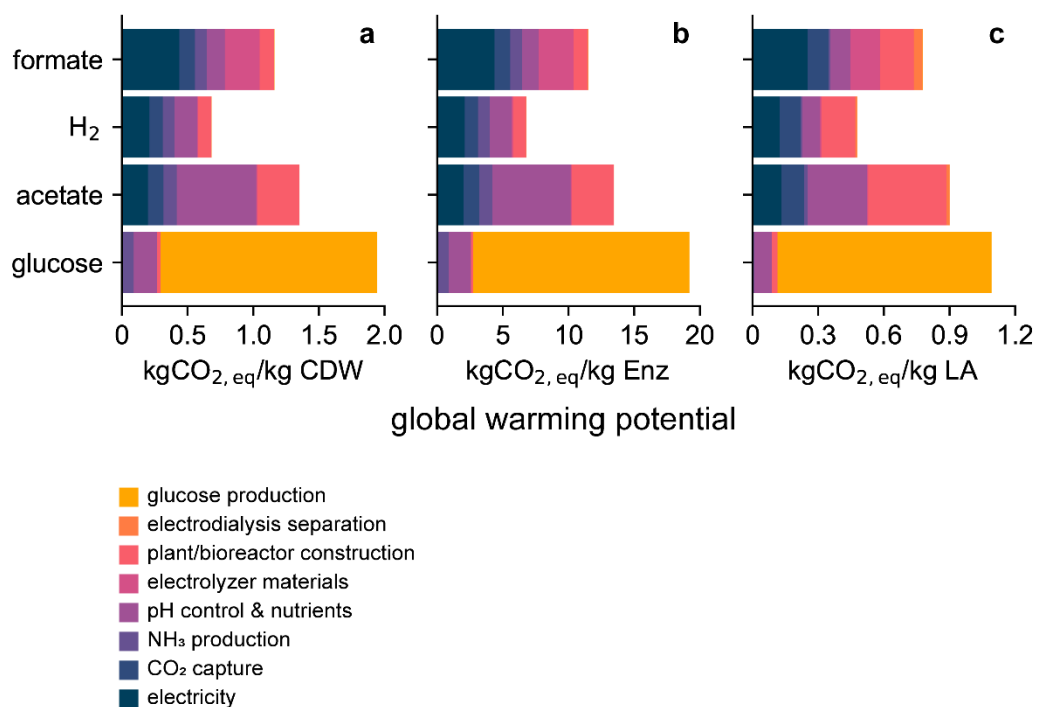 a
b
c
formate
H₂
acetate
glucose
0 0.5 1.0 1.5 2.0
0 5 10 15 20
0 0.3 0.6 0.9 1.2
kgCO₂, eq/kg CDW
kgCO₂, eq/kg Enz
kgCO₂, eq/kg LA
global warming potential
glucose production
electrodialysis separation
plant/bioreactor construction
electrolyzer materials
pH control & nutrients
NH₃ production
CO₂ capture
electricity